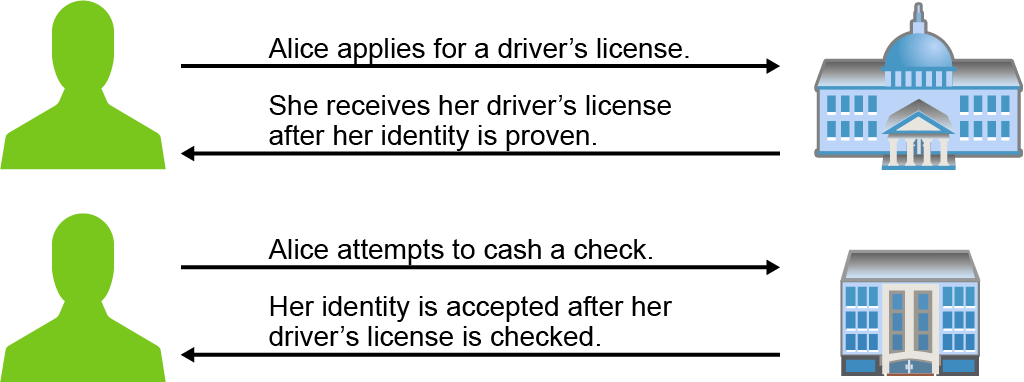 Alice applies for a driver’s license.
She receives her driver’s license
after her identity is proven.
Alice attempts to cash a check.
Her identity is accepted after her
driver’s license is checked.